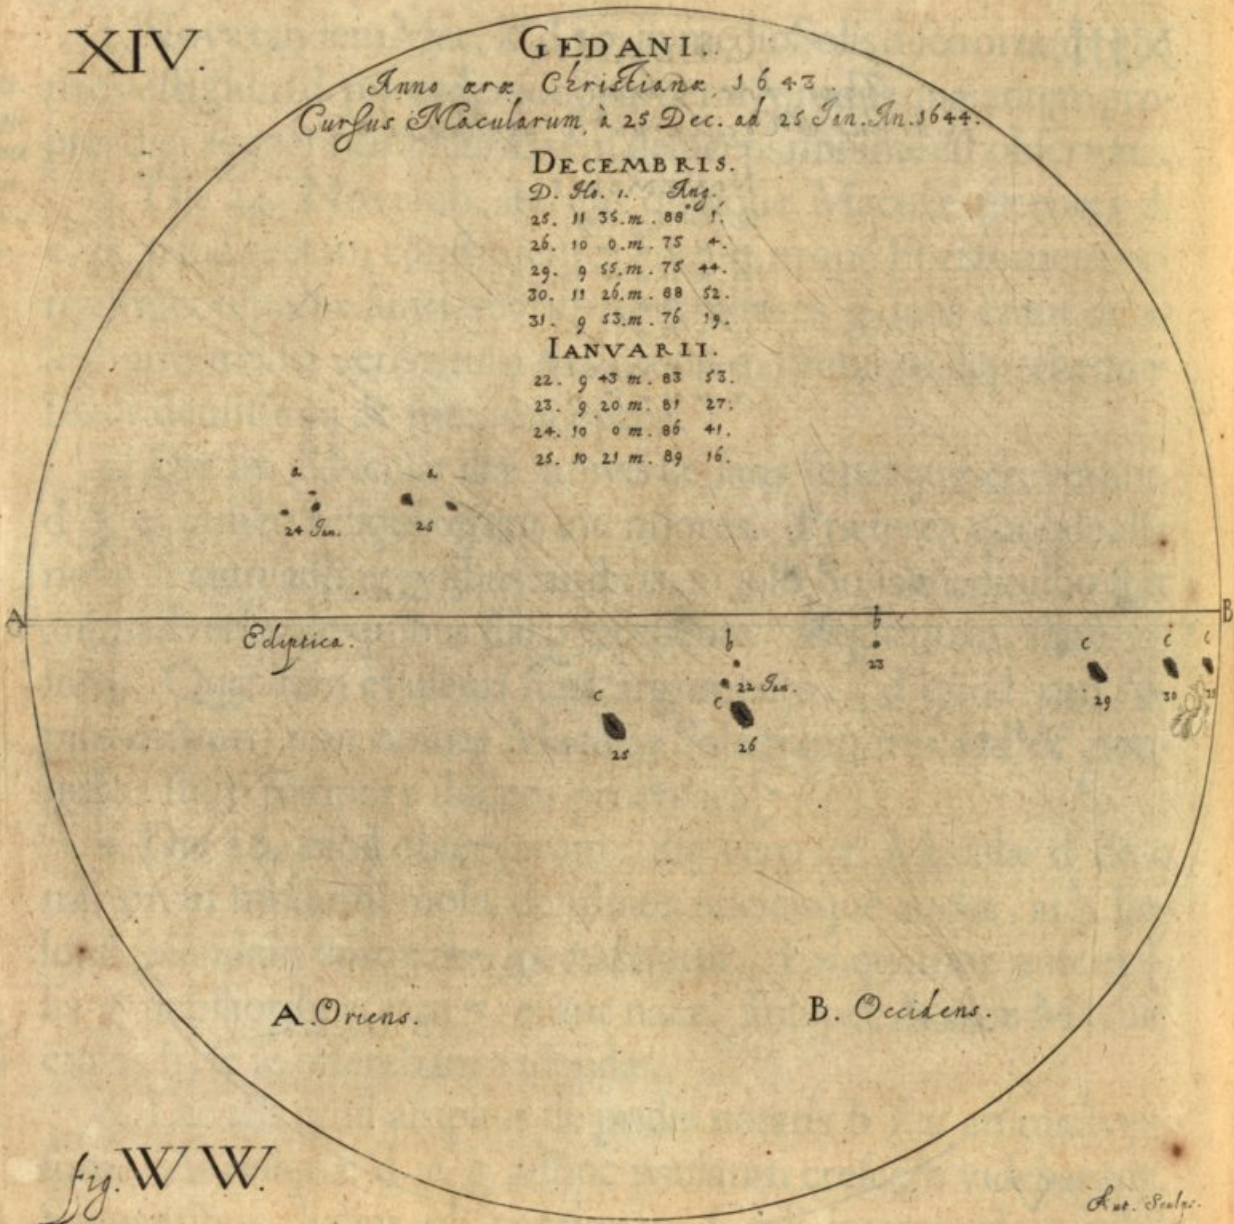 XIV.
GEDANI.
Anno æræ Christianæ, 1643.
Cursus Macularum, à 25 Dec. ad 25 Jan. An. 1644.
DECEMBRIS.
D. Ho. ı. Ang.
25. 11 35. m. 88° 1.
26. 10 0. m. 75 4.
29. 9 55. m. 75 44.
30. 11 26. m. 88 52.
31. 9 53. m. 76 19.
IANVARII.
22. 9 43 m. 83 53.
23. 9 20 m. 81 27.
24. 10 0 m. 86 41.
25. 10 21 m. 89 16.
a a
24 Jan. 25
A B
Ecliptica.
b
23
b
22 Jan.
c c c
29 30 31
c c
25 26
A. Oriens. B. Occidens.
fig. WW.
Aut. Sculps.